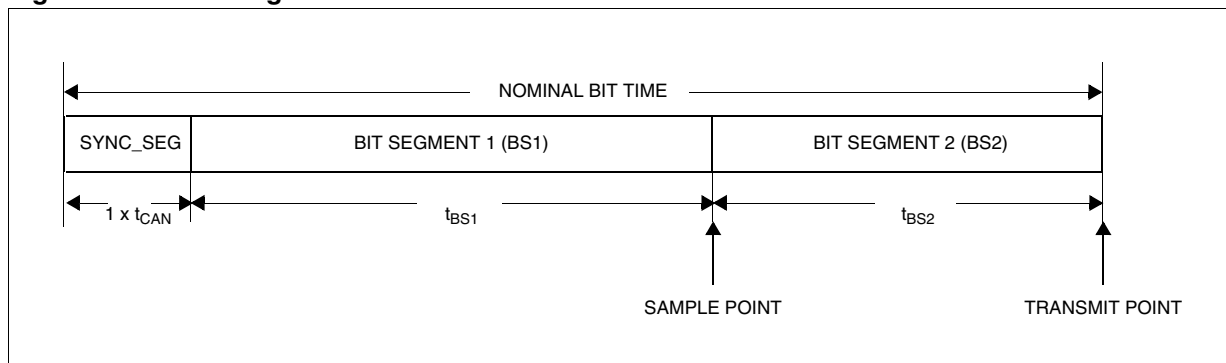 NOMINAL BIT TIME
SYNC_SEG BIT SEGMENT 1 (BS1) BIT SEGMENT 2 (BS2)
1 x tCAN tBS1 tBS2
SAMPLE POINT TRANSMIT POINT